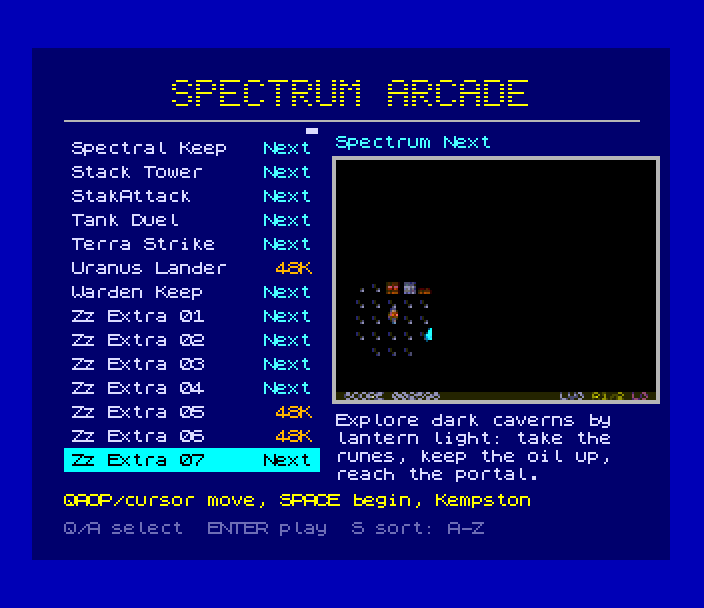 SPECTRUM ARCADE
Spectral Keep Next
Stack Tower Next
StakAttack Next
Tank Duel Next
Terra Strike Next
Uranus Lander 48K
Warden Keep Next
Zz Extra 01 Next
Zz Extra 02 Next
Zz Extra 03 Next
Zz Extra 04 Next
Zz Extra 05 48K
Zz Extra 06 48K
Zz Extra 07 Next
Spectrum Next
SCORE
Explore dark caverns by
lantern light: take the
runes, keep the oil up,
reach the portal.
QAOP/cursor move, SPACE begin, Kempston
Q/A select ENTER play S sort: A-Z